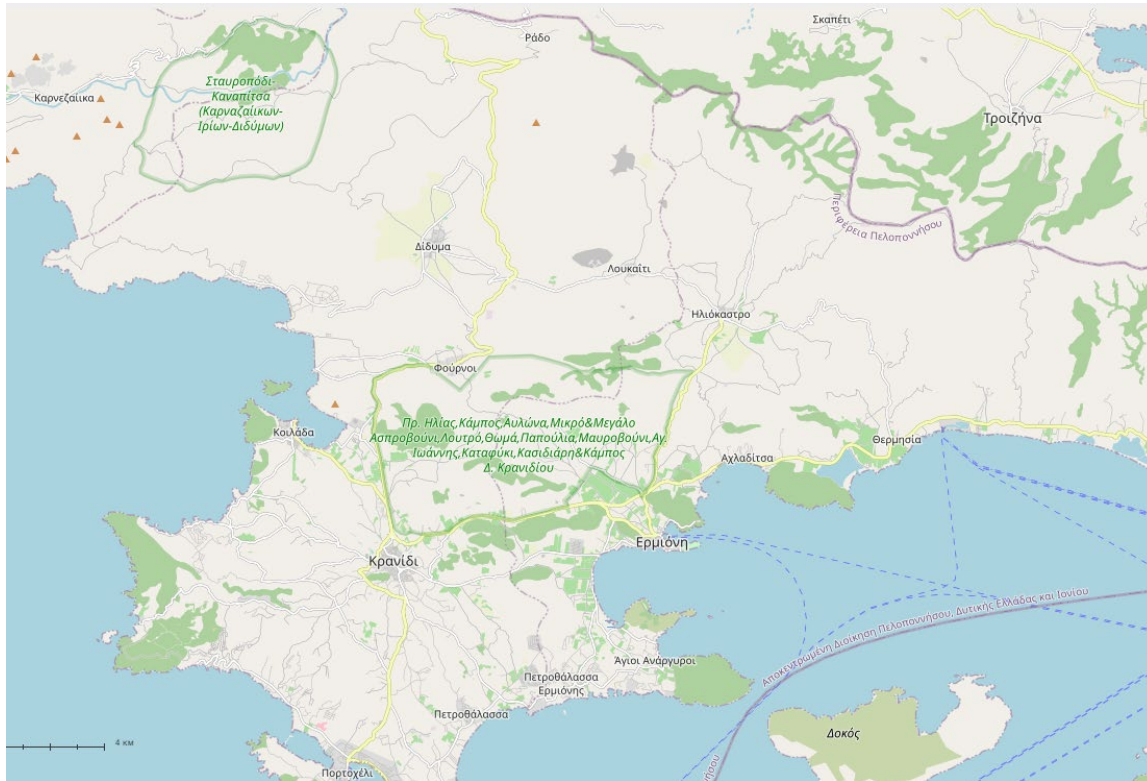 Σκαπέτι
Ράδο
Σταυροπόδι-
Καναπίτσα
(Καρναζαίικων-
Ιρίων-Διδύμων)
Καρνεζαιικα
Τροιζήνα
Περιφέρεια Πελοποννήσου
Δίδυμα
Λουκαΐτι
Ηλιόκαστρο
Φούρνοι
Πρ. Ηλίας,Κάμπος,Αυλώνα,Μικρό&Μεγάλο
Ασπροβούνι,Λουτρό,Θωμά,Παπούλια,Μαυροβούνι,Αγ.
Ιωάννης,Καταφύκι,Κασιδιάρη&Κάμπος
Δ. Κρανιδίου
Κοιλάδα
Θερμησία
Αχλαδίτσα
Ερμιόνη
Κρανίδι
Αποκεντρωμένη Διοίκηση Πελοποννήσου, Δυτικής Ελλάδας και Ιονίου
Άγιοι Ανάργυροι
Πετροθάλασσα
Ερμιόνης
Πετροθάλασσα
Δοκός
4 км
Πορτοχέλι